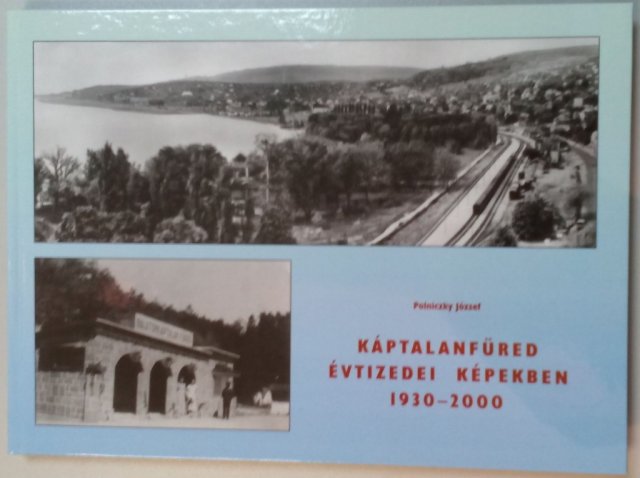 Polniczky József
KÁPTALANFÜRED
ÉVTIZEDEI KÉPEKBEN
1930–2000